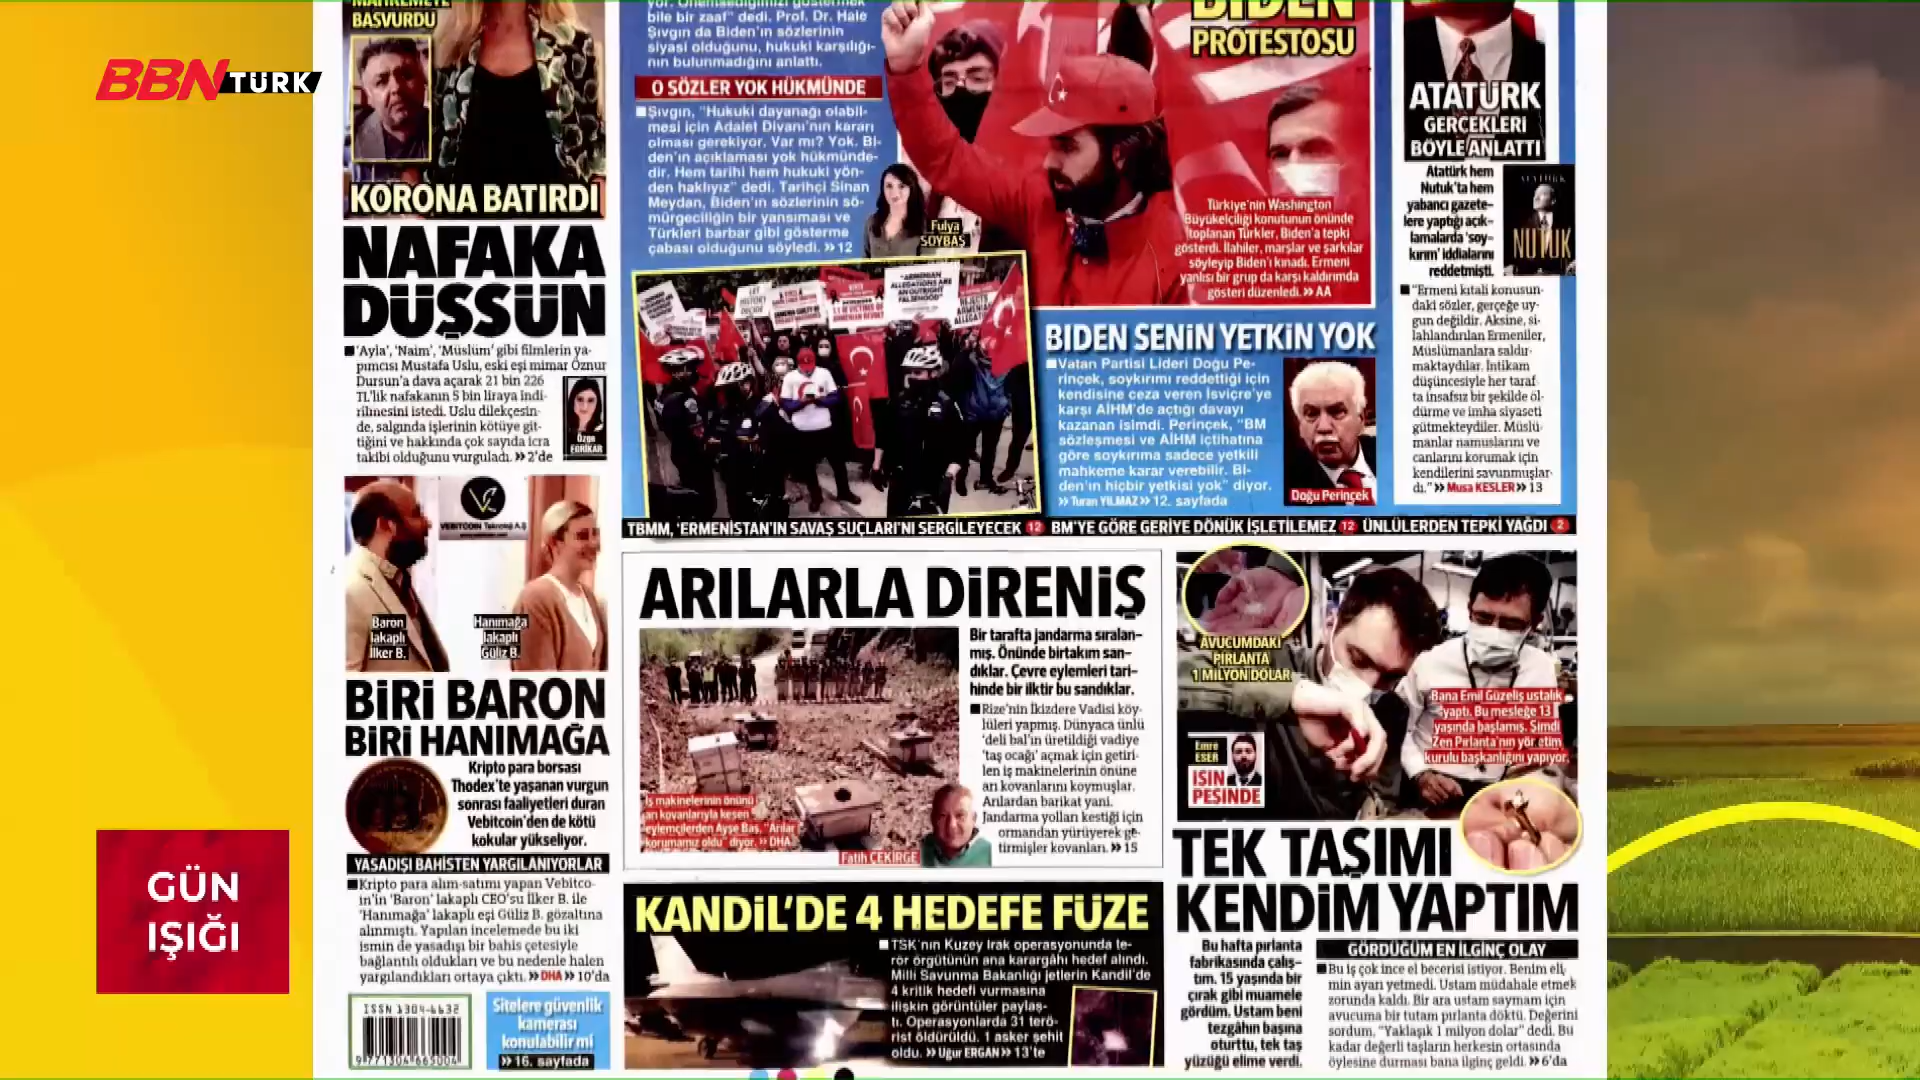 BBN TÜRK
GÜN
IŞIĞI
MAHKEMEYE
BAŞVURDU
KORONA BATIRDI
NAFAKA
DÜŞSÜN
'Ayla', 'Naim', 'Müslüm' gibi filmlerin ya-
pımcısı Mustafa Uslu, eski eşi mimar Öznur
Dursun'a dava açarak 21 bin 226
TL'lik nafakanın 5 bin liraya indi-
rilmesini istedi. Uslu dilekçesin-
de, salgında işlerinin kötüye git-
tiğini ve hakkında çok sayıda icra
takibi olduğunu vurguladı. » 2'de
Özge
EĞRİKAR
VEBITCOIN Teknoloji A.Ş
Baron
lakaplı
İlker B.
Hanımağa
lakaplı
Güliz B.
BİRİ BARON
BİRİ HANIMAĞA
Kripto para borsası
Thodex'te yaşanan vurgun
sonrası faaliyetleri duran
Vebitcoin'den de kötü
kokular yükseliyor.
YASADIŞI BAHİSTEN YARGILANIYORLAR
Kripto para alım-satımı yapan Vebitco-
in'in 'Baron' lakaplı CEO'su İlker B. ile
'Hanımağa' lakaplı eşi Güliz B. gözaltına
alınmıştı. Yapılan incelemede bu iki
ismin de yasadışı bir bahis çetesiyle
bağlantılı oldukları ve bu nedenle halen
yargılandıkları ortaya çıktı. » DHA » 10'da
ISSN 1304-6632
9771304663004
Sitelere güvenlik
kamerası
konulabilir mi
» 16. sayfada
yor. Önemsediğimizi göstermek
bile bir zaaf" dedi. Prof. Dr. Hale
Şıvgın da Biden'ın sözlerinin
siyasi olduğunu, hukuki karşılığı-
nın bulunmadığını anlattı.
O SÖZLER YOK HÜKMÜNDE
Şıvgın, "Hukuki dayanağı olabil-
mesi için Adalet Divanı'nın kararı
olması gerekiyor. Var mı? Yok. Bi-
den'ın açıklaması yok hükmünde-
dir. Hem tarihi hem hukuki yön-
den haklıyız" dedi. Tarihçi Sinan
Meydan, Biden'ın sözlerinin sö-
mürgeciliğin bir yansıması ve
Türkleri barbar gibi gösterme
çabası olduğunu söyledi. » 12
Fulya
SOYBAŞ
BIDEN
PROTESTOSU
Türkiye'nin Washington
Büyükelçiliği konutunun önünde
toplanan Türkler, Biden'a tepki
gösterdi. İlahiler, marşlar ve şarkılar
söyleyip Biden'ı kınadı. Ermeni
yanlısı bir grup da karşı kaldırımda
gösteri düzenledi. » AA
LET
HISTORY
DECIDE
"ARMENIAN
ALLEGATIONS ARE
AN OUTRIGHT
FALSEHOOD"
BIDEN SENİN YETKİN YOK
Vatan Partisi Lideri Doğu Pe-
rinçek, soykırımı reddettiği için
kendisine ceza veren İsviçre'ye
karşı AİHM'de açtığı davayı
kazanan isimdi. Perinçek, "BM
sözleşmesi ve AİHM içtihatına
göre soykırıma sadece yetkili
mahkeme karar verebilir. Bi-
den'ın hiçbir yetkisi yok" diyor.
» Turan YILMAZ » 12. sayfada
Doğu Perinçek
ATATÜRK
GERÇEKLERİ
BÖYLE ANLATTI
Atatürk hem
Nutuk'ta hem
yabancı gazete-
lere yaptığı açık-
lamalarda 'soy-
kırım' iddialarını
reddetmişti.
ATATÜRK
NUTUK
"Ermeni kıtali konusun-
daki sözler, gerçeğe uy-
gun değildir. Aksine, si-
lahlandırılan Ermeniler,
Müslümanlara saldır-
maktaydılar. İntikam
düşüncesiyle her taraf
ta insafsız bir şekilde öl-
dürme ve imha siyaseti
gütmekteydiler. Müslü-
manlar namuslarını ve
canlarını korumak için
kendilerini savunmuşlar-
dı." » Musa KESLER » 13
TBMM, 'ERMENİSTAN'IN SAVAŞ SUÇLARI'NI SERGİLEYECEK 12 BM'YE GÖRE GERİYE DÖNÜK İŞLETİLEMEZ 12 ÜNLÜLERDEN TEPKİ YAĞDI 2
ARILARLA DİRENİŞ
Bir tarafta jandarma sıralan-
mış. Önünde birtakım san-
dıklar. Çevre eylemleri tari-
hinde bir ilktir bu sandıklar.
Rize'nin İkizdere Vadisi köy-
lüleri yapmış. Dünyaca ünlü
'deli bal'ın üretildiği vadiye
'taş ocağı' açmak için getiri-
len iş makinelerinin önüne
arı kovanlarını koymuşlar.
Arılardan barikat yani.
Jandarma yolları kestiği için
ormandan yürüyerek ge-
tirmişler kovanları. » 15
İş makinelerinin önünü
arı kovanlarıyla kesen
eylemcilerden Ayşe Baş, "Arılar
korumamız oldu" diyor. » DHA
Fatih ÇEKİRGE
KANDİL'DE 4 HEDEFE FÜZE
TSK'nın Kuzey Irak operasyonunda te-
rör örgütünün ana karargâhı hedef alındı.
Milli Savunma Bakanlığı jetlerin Kandil'de
4 kritik hedefi vurmasına
ilişkin görüntüler paylaş-
tı. Operasyonlarda 31 terö-
rist öldürüldü. 1 asker şehit
oldu. » Uğur ERGAN » 13'te
AVUCUMDAKİ
PIRLANTA
1 MİLYON DOLAR
Bana Emil Güzeliş ustalık
yaptı. Bu mesleğe 13
yaşında başlamış. Şimdi
Zen Pırlanta'nın yönetim
kurulu başkanlığını yapıyor.
Emre
ESER
İŞİN
PEŞİNDE
TEK TAŞIMI
KENDİM YAPTIM
Bu hafta pırlanta
fabrikasında çalış-
tım. 15 yaşında bir
çırak gibi muamele
gördüm. Ustam beni
tezgâhın başına
oturttu, tek taş
yüzüğü elime verdi.
GÖRDÜĞÜM EN İLGİNÇ OLAY
Bu iş çok ince el becerisi istiyor. Benim eli-
min ayarı yetmedi. Ustam müdahale etmek
zorunda kaldı. Bir ara ustam saymam için
avucuma bir tutam pırlanta döktü. Değerini
sordum, "Yaklaşık 1 milyon dolar" dedi. Bu
kadar değerli taşların herkesin ortasında
öylesine durması bana ilginç geldi. » 6'da